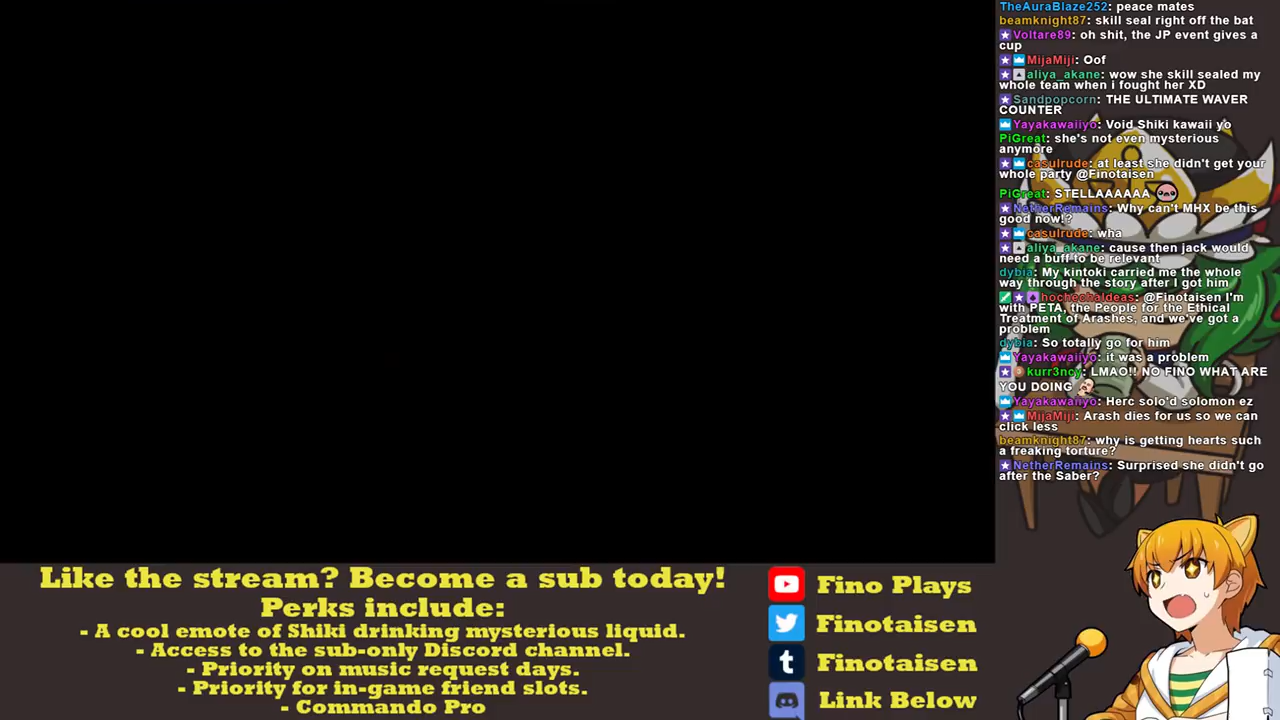 TheAuraBlaze252: peace mates
beamknight87: skill seal right off the bat
Voltare89: oh shit, the JP event gives a
cup
MijaMiji: Oof
aliya_akane: wow she skill sealed my
whole team when i fought her XD
Sandpopcorn: THE ULTIMATE WAVER
COUNTER
Yayakawaiiyo: Void Shiki kawaii yo
PiGreat: she's not even mysterious
anymore
casulrude: at least she didn't get your
whole party @Finotaisen
PiGreat: STELLAAAAAA
NetherRemains: Why can't MHX be this
good now!?
casulrude: wha
aliya_akane: cause then jack would
need a buff to be relevant
dybia: My kintoki carried me the whole
way through the story after I got him
hochechaldeas: @Finotaisen I'm
with PETA, the People for the Ethical
Treatment of Arashes, and we've got a
problem
dybia: So totally go for him
Yayakawaiiyo: it was a problem
kurr3ncy: LMAO!! NO FINO WHAT ARE
YOU DOING
Yayakawaiiyo: Herc solo'd solomon ez
MijaMiji: Arash dies for us so we can
click less
beamknight87: why is getting hearts such
a freaking torture?
NetherRemains: Surprised she didn't go
after the Saber?
Like the stream? Become a sub today!
Perks include:
- A cool emote of Shiki drinking mysterious liquid.
- Access to the sub-only Discord channel.
- Priority on music request days.
- Priority for in-game friend slots.
- Commando Pro
Fino Plays
Finotaisen
Finotaisen
Link Below